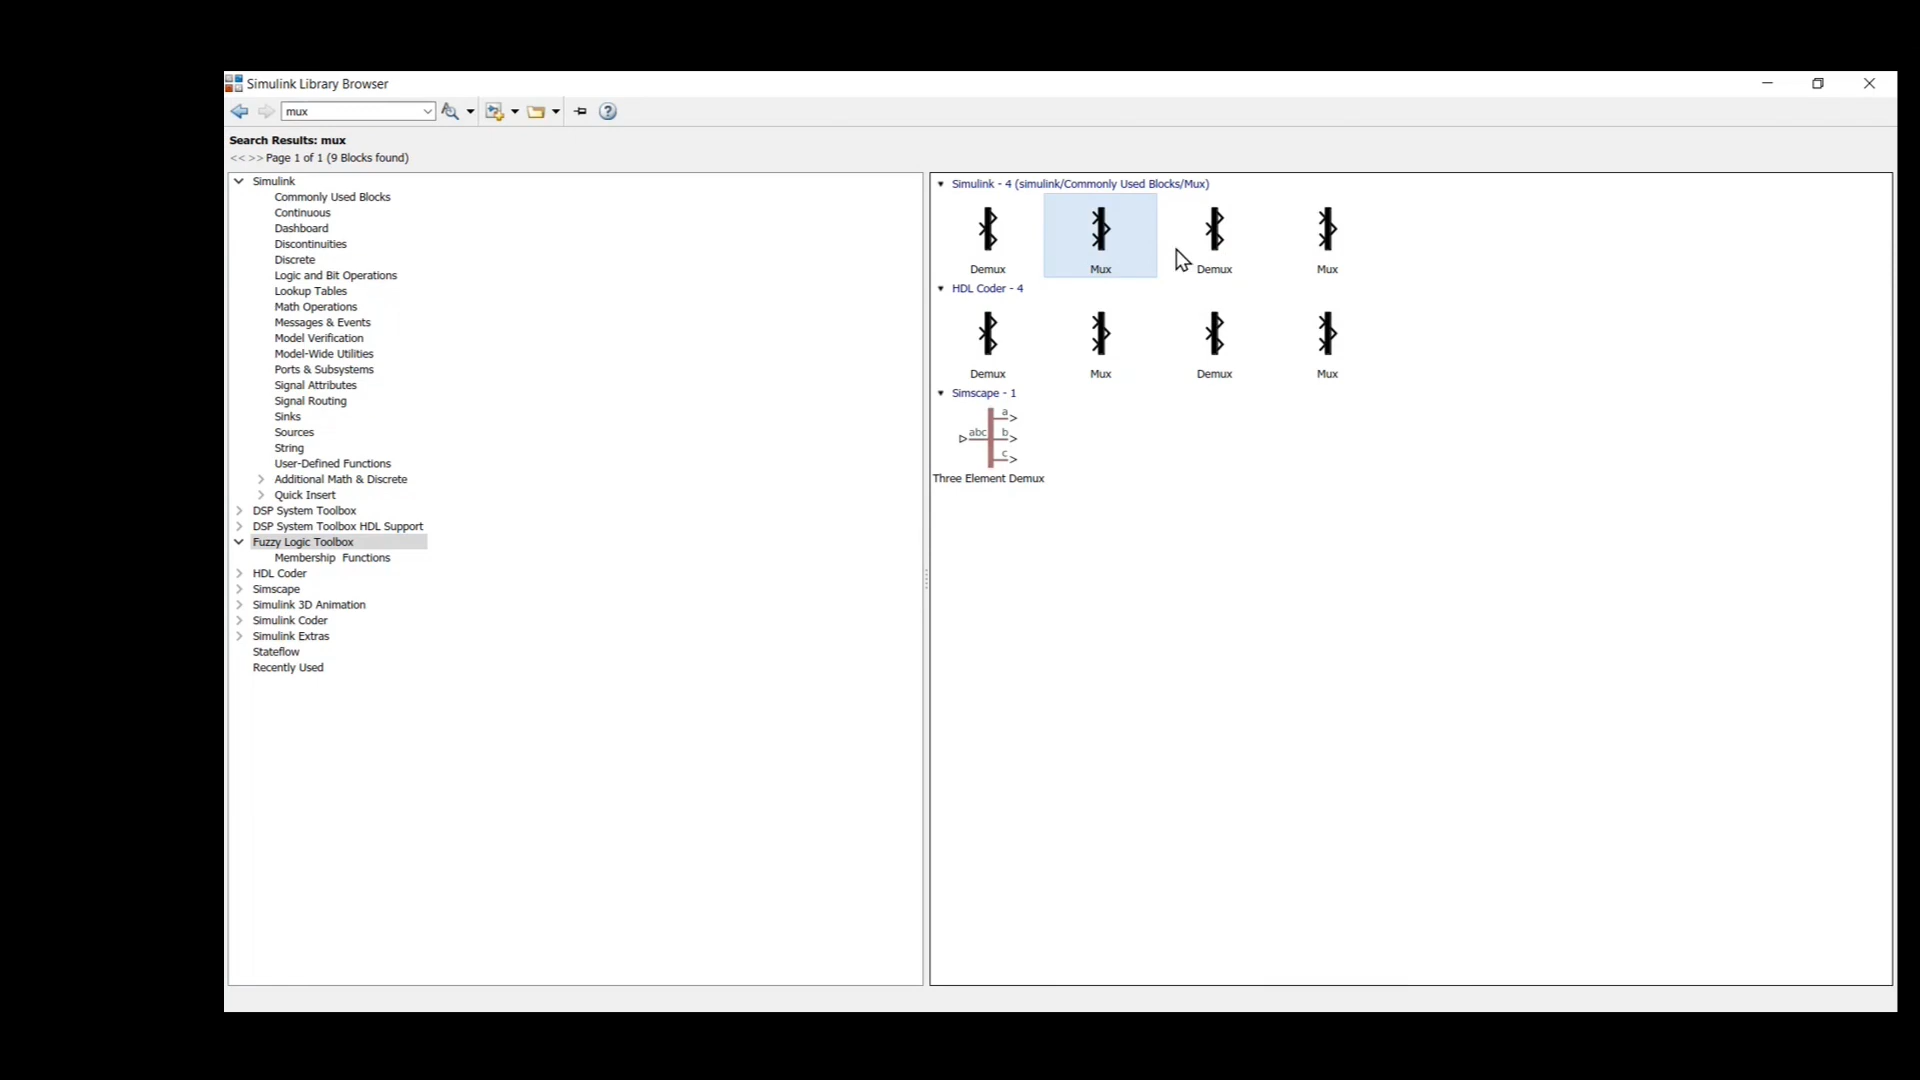 Simulink Library Browser
mux
Search Results: mux
<< >> Page 1 of 1 (9 Blocks found)
Simulink
Commonly Used Blocks
Continuous
Dashboard
Discontinuities
Discrete
Logic and Bit Operations
Lookup Tables
Math Operations
Messages & Events
Model Verification
Model-Wide Utilities
Ports & Subsystems
Signal Attributes
Signal Routing
Sinks
Sources
String
User-Defined Functions
Additional Math & Discrete
Quick Insert
DSP System Toolbox
DSP System Toolbox HDL Support
Fuzzy Logic Toolbox
Membership Functions
HDL Coder
Simscape
Simulink 3D Animation
Simulink Coder
Simulink Extras
Stateflow
Recently Used
Simulink - 4 (simulink/Commonly Used Blocks/Mux)
Demux Mux Demux Mux
HDL Coder - 4
Demux Mux Demux Mux
Simscape - 1
a
abc b
c
Three Element Demux